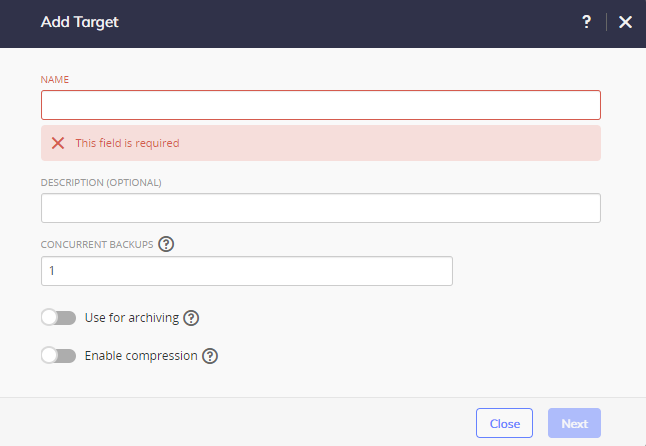 Add Target
?
NAME
This field is required
DESCRIPTION (OPTIONAL)
CONCURRENT BACKUPS ?
1
Use for archiving ?
Enable compression ?
Close
Next